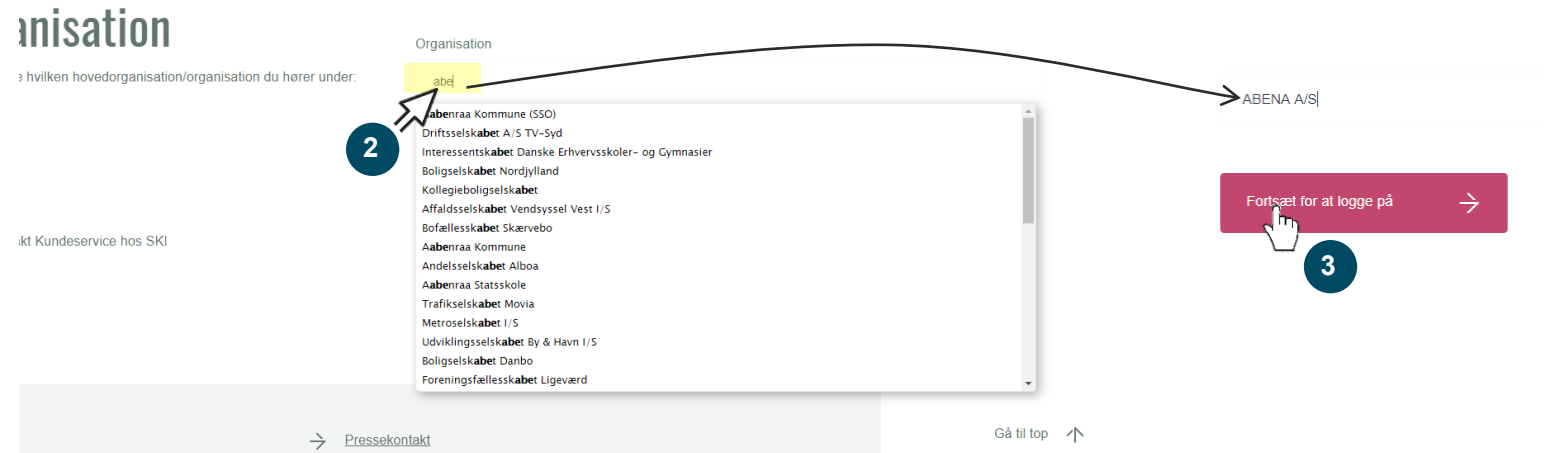 anisation
e hvilken hovedorganisation/organisation du hører under:
Organisation
abe
Aabenraa Kommune (SSO)
Driftsselskabet A/S TV-Syd
Interessentskabet Danske Erhvervsskoler- og Gymnasier
Boligselskabet Nordjylland
Kollegieboligselskabet
Affaldsselskabet Vendsyssel Vest I/S
Bofællesskabet Skærvebo
Aabenraa Kommune
Andelsselskabet Alboa
Aabenraa Statsskole
Trafikselskabet Movia
Metroselskabet I/S
Udviklingsselskabet By & Havn I/S
Boligselskabet Danbo
Foreningsfællesskabet Ligeværd
2
ABENA A/S
Fortsæt for at logge på
3
kt Kundeservice hos SKI
Pressekontakt
Gå til top